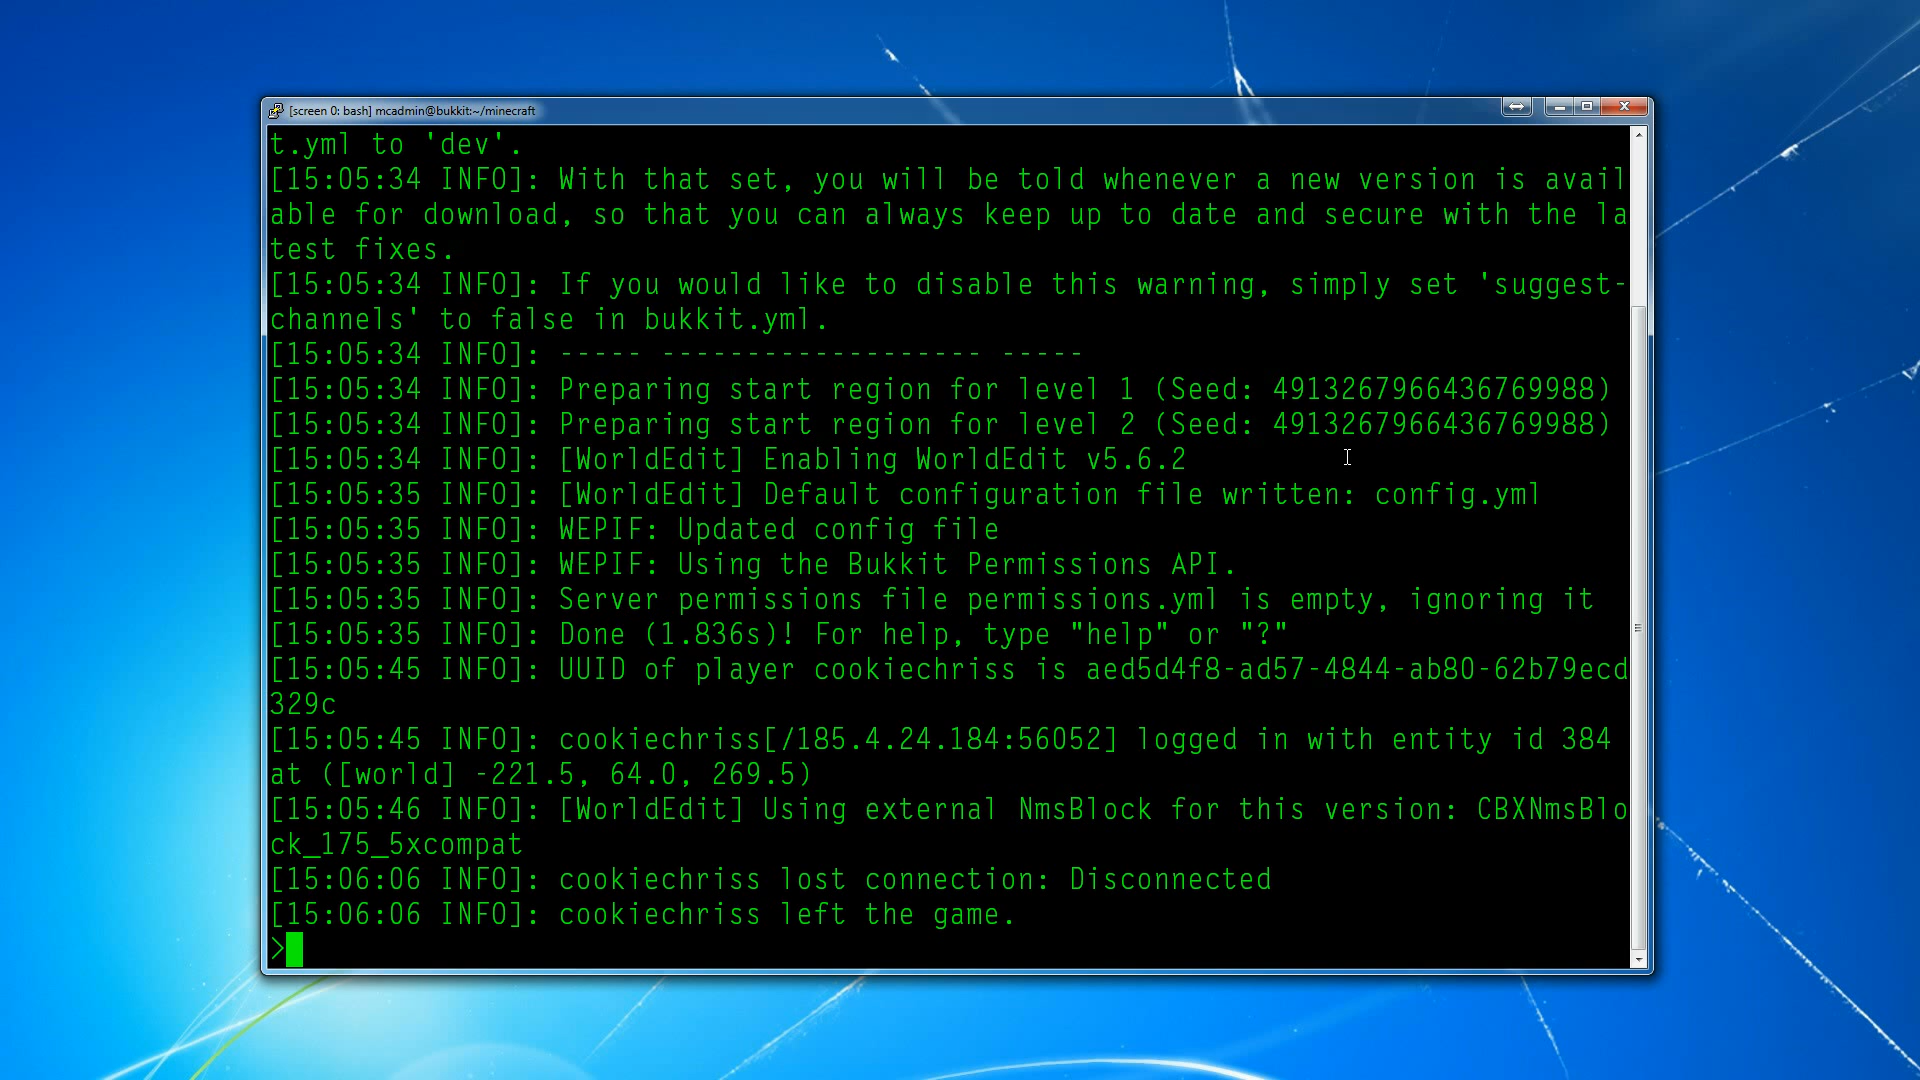 [screen 0: bash] mcadmin@bukkit:~/minecraft
t.yml to 'dev'.
[15:05:34 INFO]: With that set, you will be told whenever a new version is avail
able for download, so that you can always keep up to date and secure with the la
test fixes.
[15:05:34 INFO]: If you would like to disable this warning, simply set 'suggest-
channels' to false in bukkit.yml.
[15:05:34 INFO]: ----- ------------------- -----
[15:05:34 INFO]: Preparing start region for level 1 (Seed: 4913267966436769988)
[15:05:34 INFO]: Preparing start region for level 2 (Seed: 4913267966436769988)
[15:05:34 INFO]: [WorldEdit] Enabling WorldEdit v5.6.2
[15:05:35 INFO]: [WorldEdit] Default configuration file written: config.yml
[15:05:35 INFO]: WEPIF: Updated config file
[15:05:35 INFO]: WEPIF: Using the Bukkit Permissions API.
[15:05:35 INFO]: Server permissions file permissions.yml is empty, ignoring it
[15:05:35 INFO]: Done (1.836s)! For help, type "help" or "?"
[15:05:45 INFO]: UUID of player cookiechriss is aed5d4f8-ad57-4844-ab80-62b79ecd
329c
[15:05:45 INFO]: cookiechriss[/185.4.24.184:56052] logged in with entity id 384
at ([world] -221.5, 64.0, 269.5)
[15:05:46 INFO]: [WorldEdit] Using external NmsBlock for this version: CBXNmsBlo
ck_175_5xcompat
[15:06:06 INFO]: cookiechriss lost connection: Disconnected
[15:06:06 INFO]: cookiechriss left the game.
>